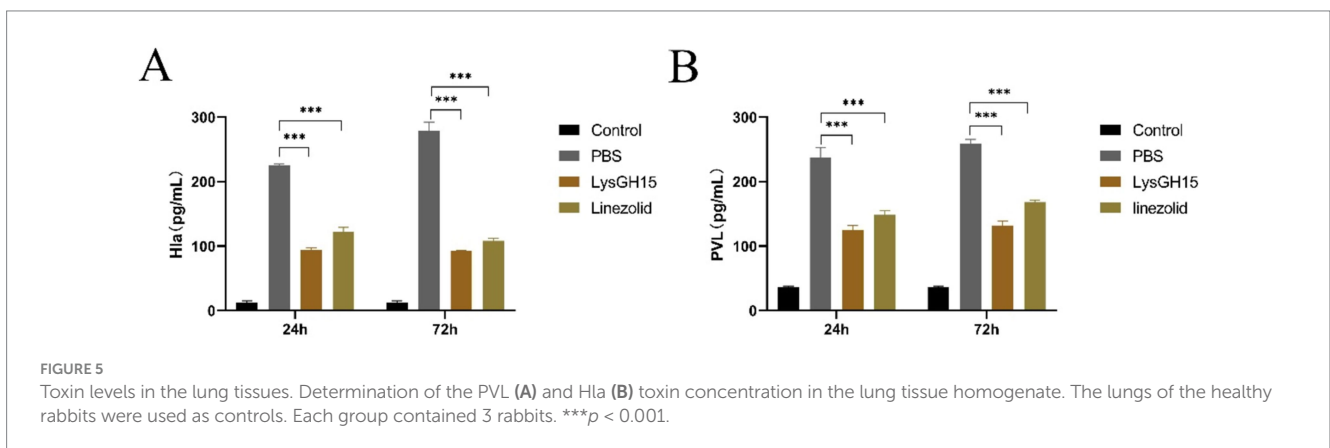 A
B
*** *** *** ***
*** *** *** ***
300 300
200 200
100 100
0 0
Hla(pg/mL)
PVL(pg/mL)
24h 72h 24h 72h
Control
PBS
LysGH15
Linezolid
Control
PBS
LysGH15
linezolid
FIGURE 5
Toxin levels in the lung tissues. Determination of the PVL (A) and Hla (B) toxin concentration in the lung tissue homogenate. The lungs of the healthy
rabbits were used as controls. Each group contained 3 rabbits. ***p < 0.001.